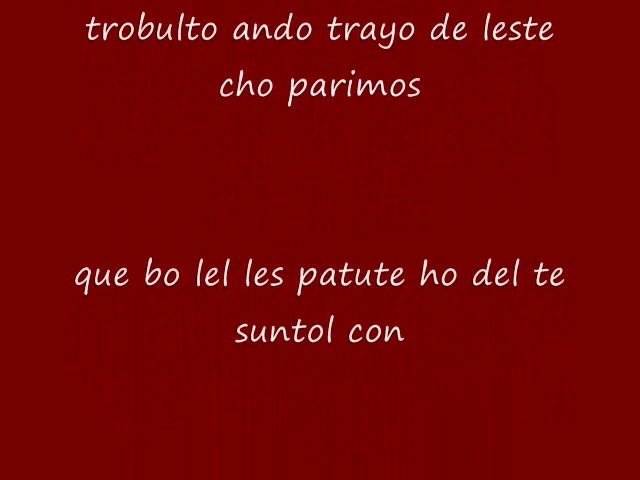 trobulto ando trayo de leste
cho parimos
que bo lel les patute ho del te
suntol con